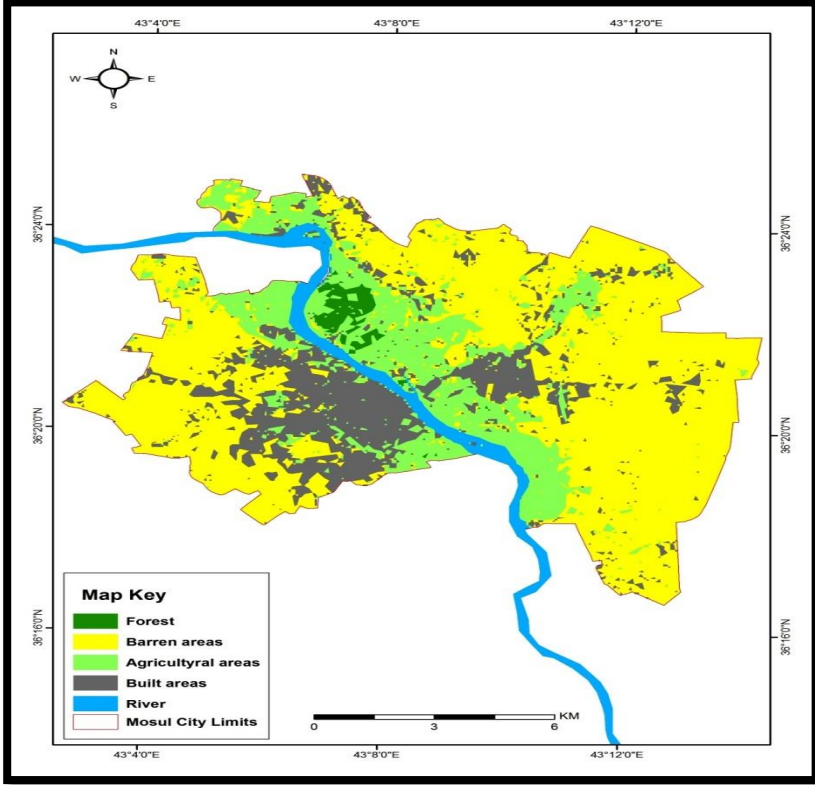 43°4'0"E 43°8'0"E 43°12'0"E
N
W E
S
36°24'0"N 36°24'0"N
36°20'0"N 36°20'0"N
36°16'0"N 36°16'0"N
Map Key
Forest
Barren areas
Agricultyral areas
Built areas
River
Mosul City Limits
KM
0 3 6
43°4'0"E 43°8'0"E 43°12'0"E